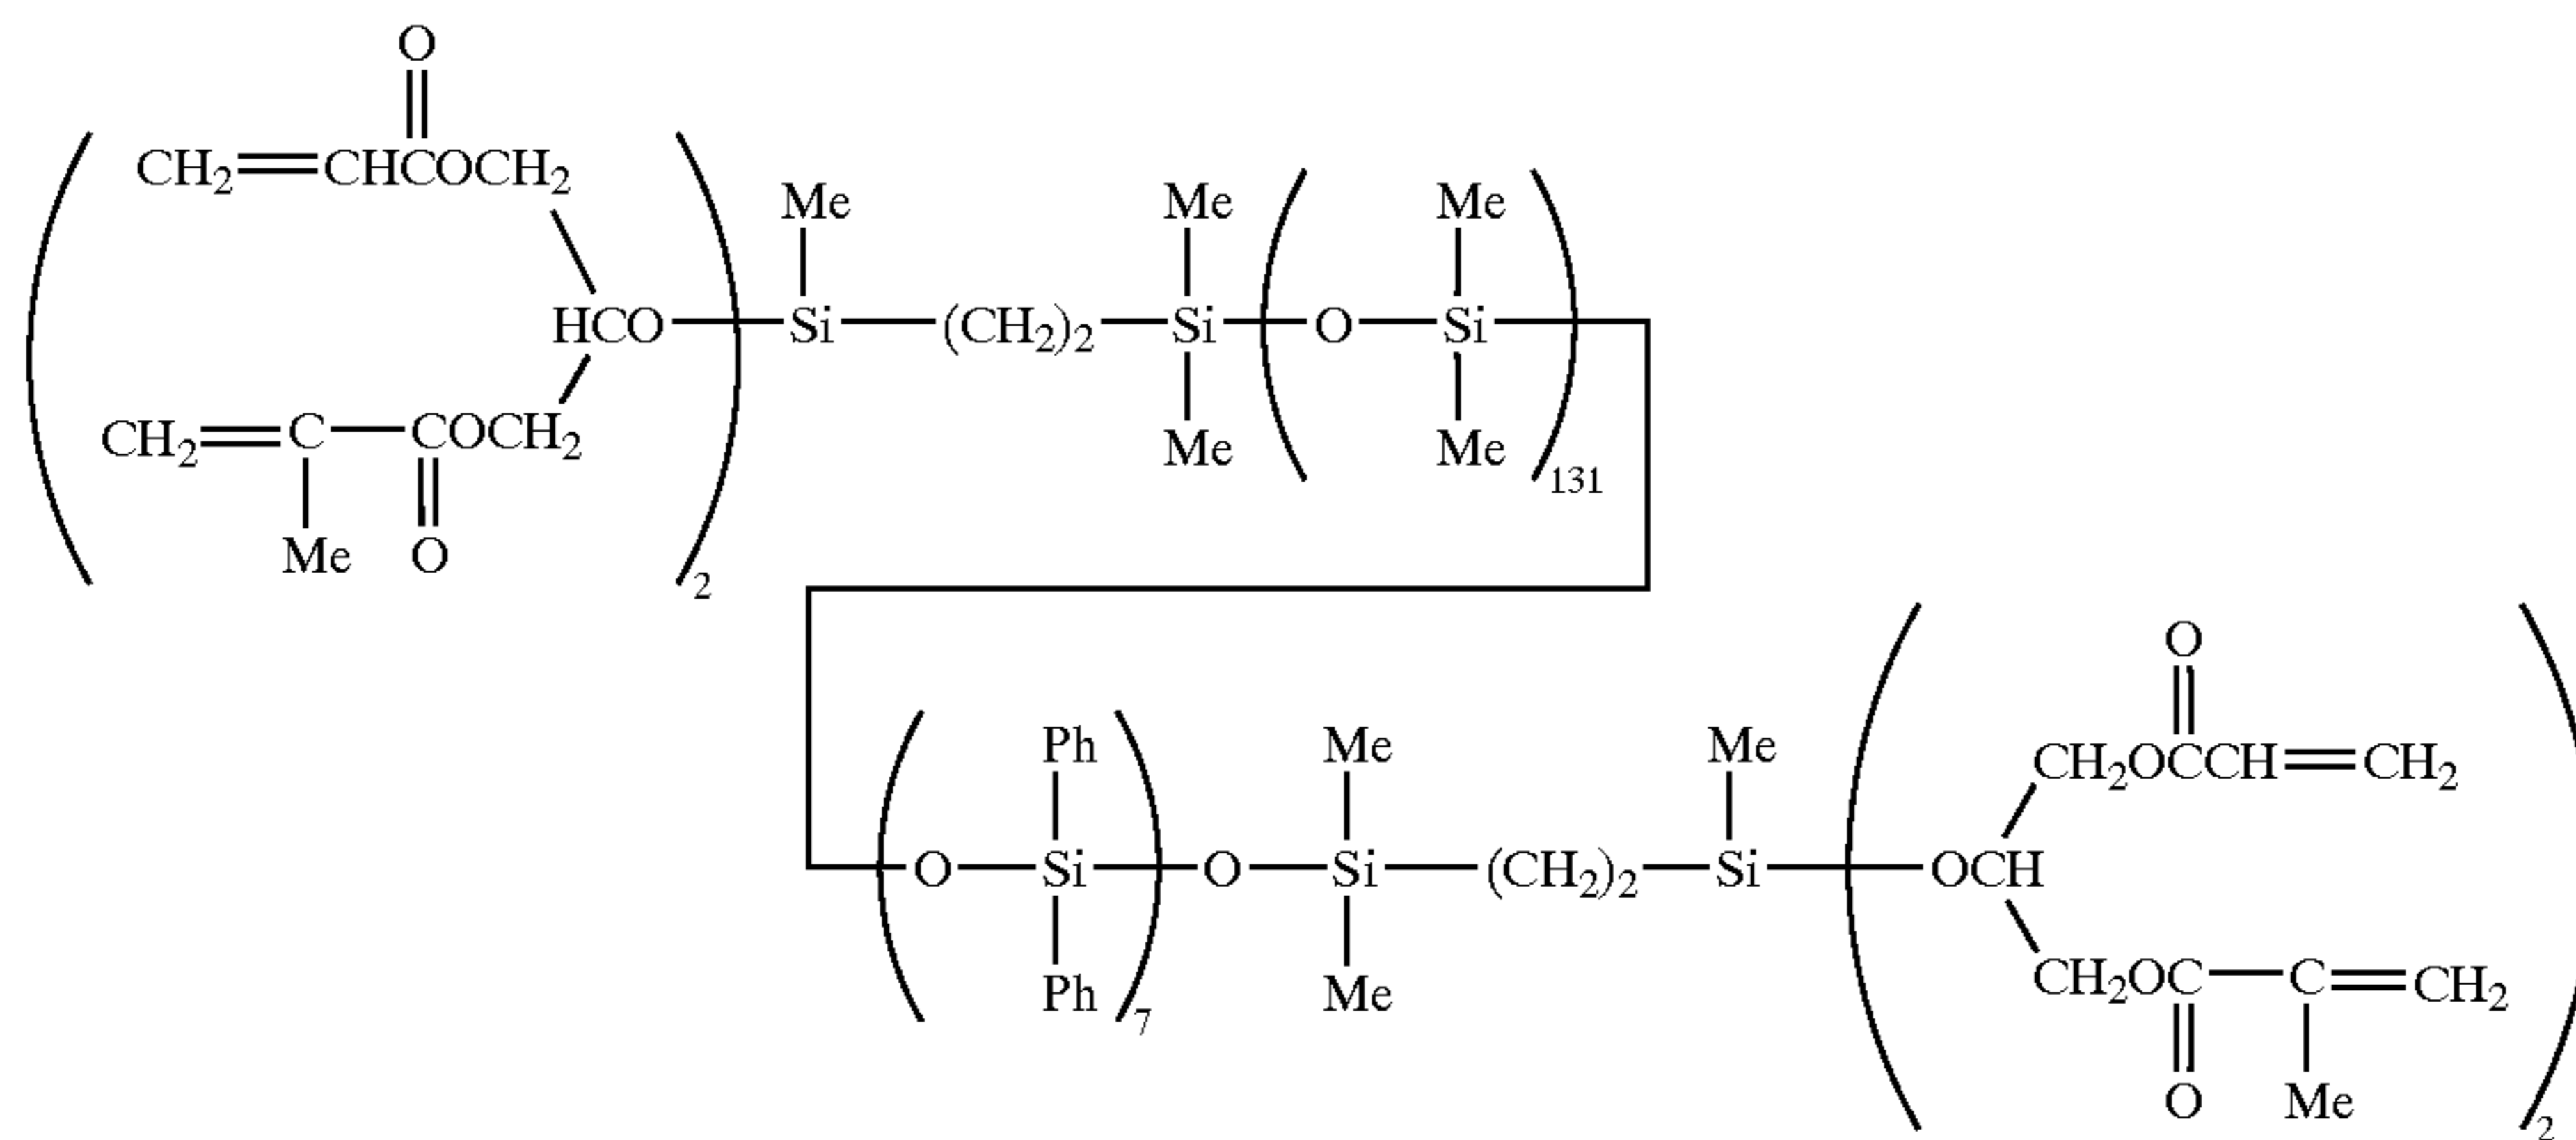 O
CH2=CHCOCH2
Me Me Me
HCO—Si—(CH2)2—Si—O—Si
CH2=C—COCH2
Me Me 131
Me O
2
O
Ph Me Me
CH2OCCH=CH2
O—Si—O—Si—(CH2)2—Si—OCH
CH2OC—C=CH2
Ph 7 Me
O Me 2